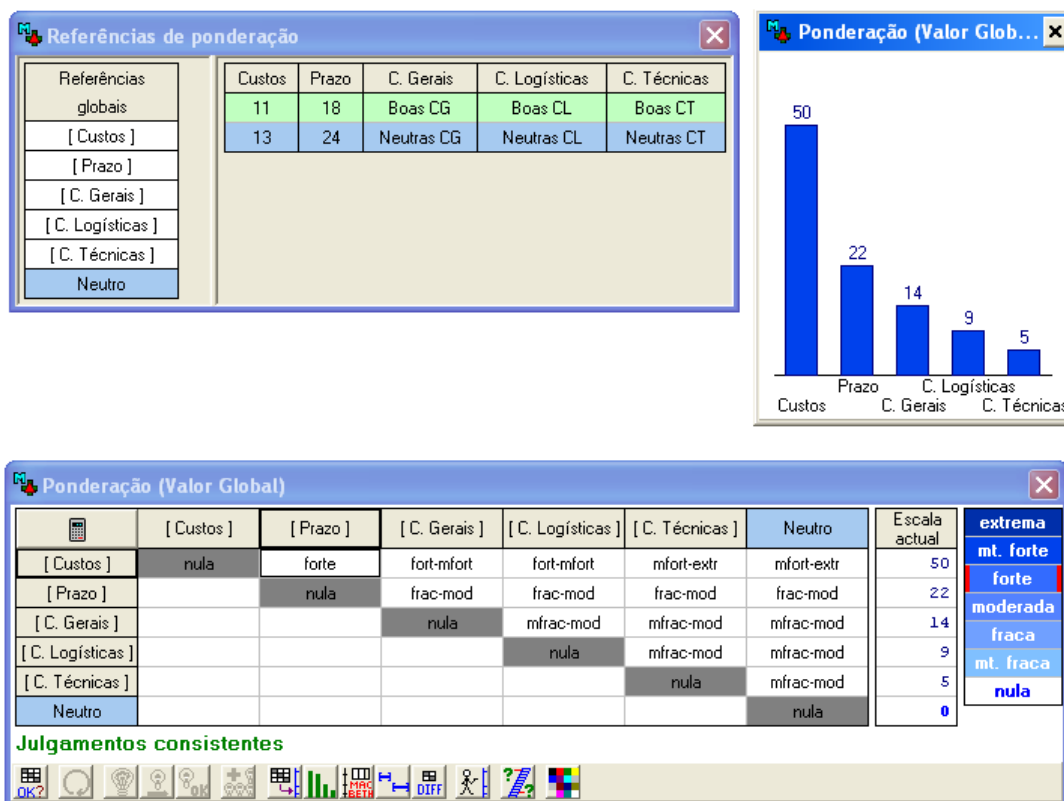 Referências de ponderação
Referências globais
[ Custos ]
[ Prazo ]
[ C. Gerais ]
[ C. Logísticas ]
[ C. Técnicas ]
Neutro
Custos Prazo C. Gerais C. Logísticas C. Técnicas
11 18 Boas CG Boas CL Boas CT
13 24 Neutras CG Neutras CL Neutras CT
Ponderação (Valor Glob...
50
22
14
9
5
Prazo C. Logísticas
Custos C. Gerais C. Técnicas
Ponderação (Valor Global)
[ Custos ] [ Prazo ] [ C. Gerais ] [ C. Logísticas ] [ C. Técnicas ] Neutro Escala actual
[ Custos ] nula forte fort-mfort fort-mfort mfort-extr mfort-extr 50
[ Prazo ] nula frac-mod frac-mod frac-mod frac-mod 22
[ C. Gerais ] nula mfrac-mod mfrac-mod mfrac-mod 14
[ C. Logísticas ] nula mfrac-mod mfrac-mod 9
[ C. Técnicas ] nula mfrac-mod 5
Neutro nula 0
extrema
mt. forte
forte
moderada
fraca
mt. fraca
nula
Julgamentos consistentes
OK? OK MAC BETH DIFF ? ?